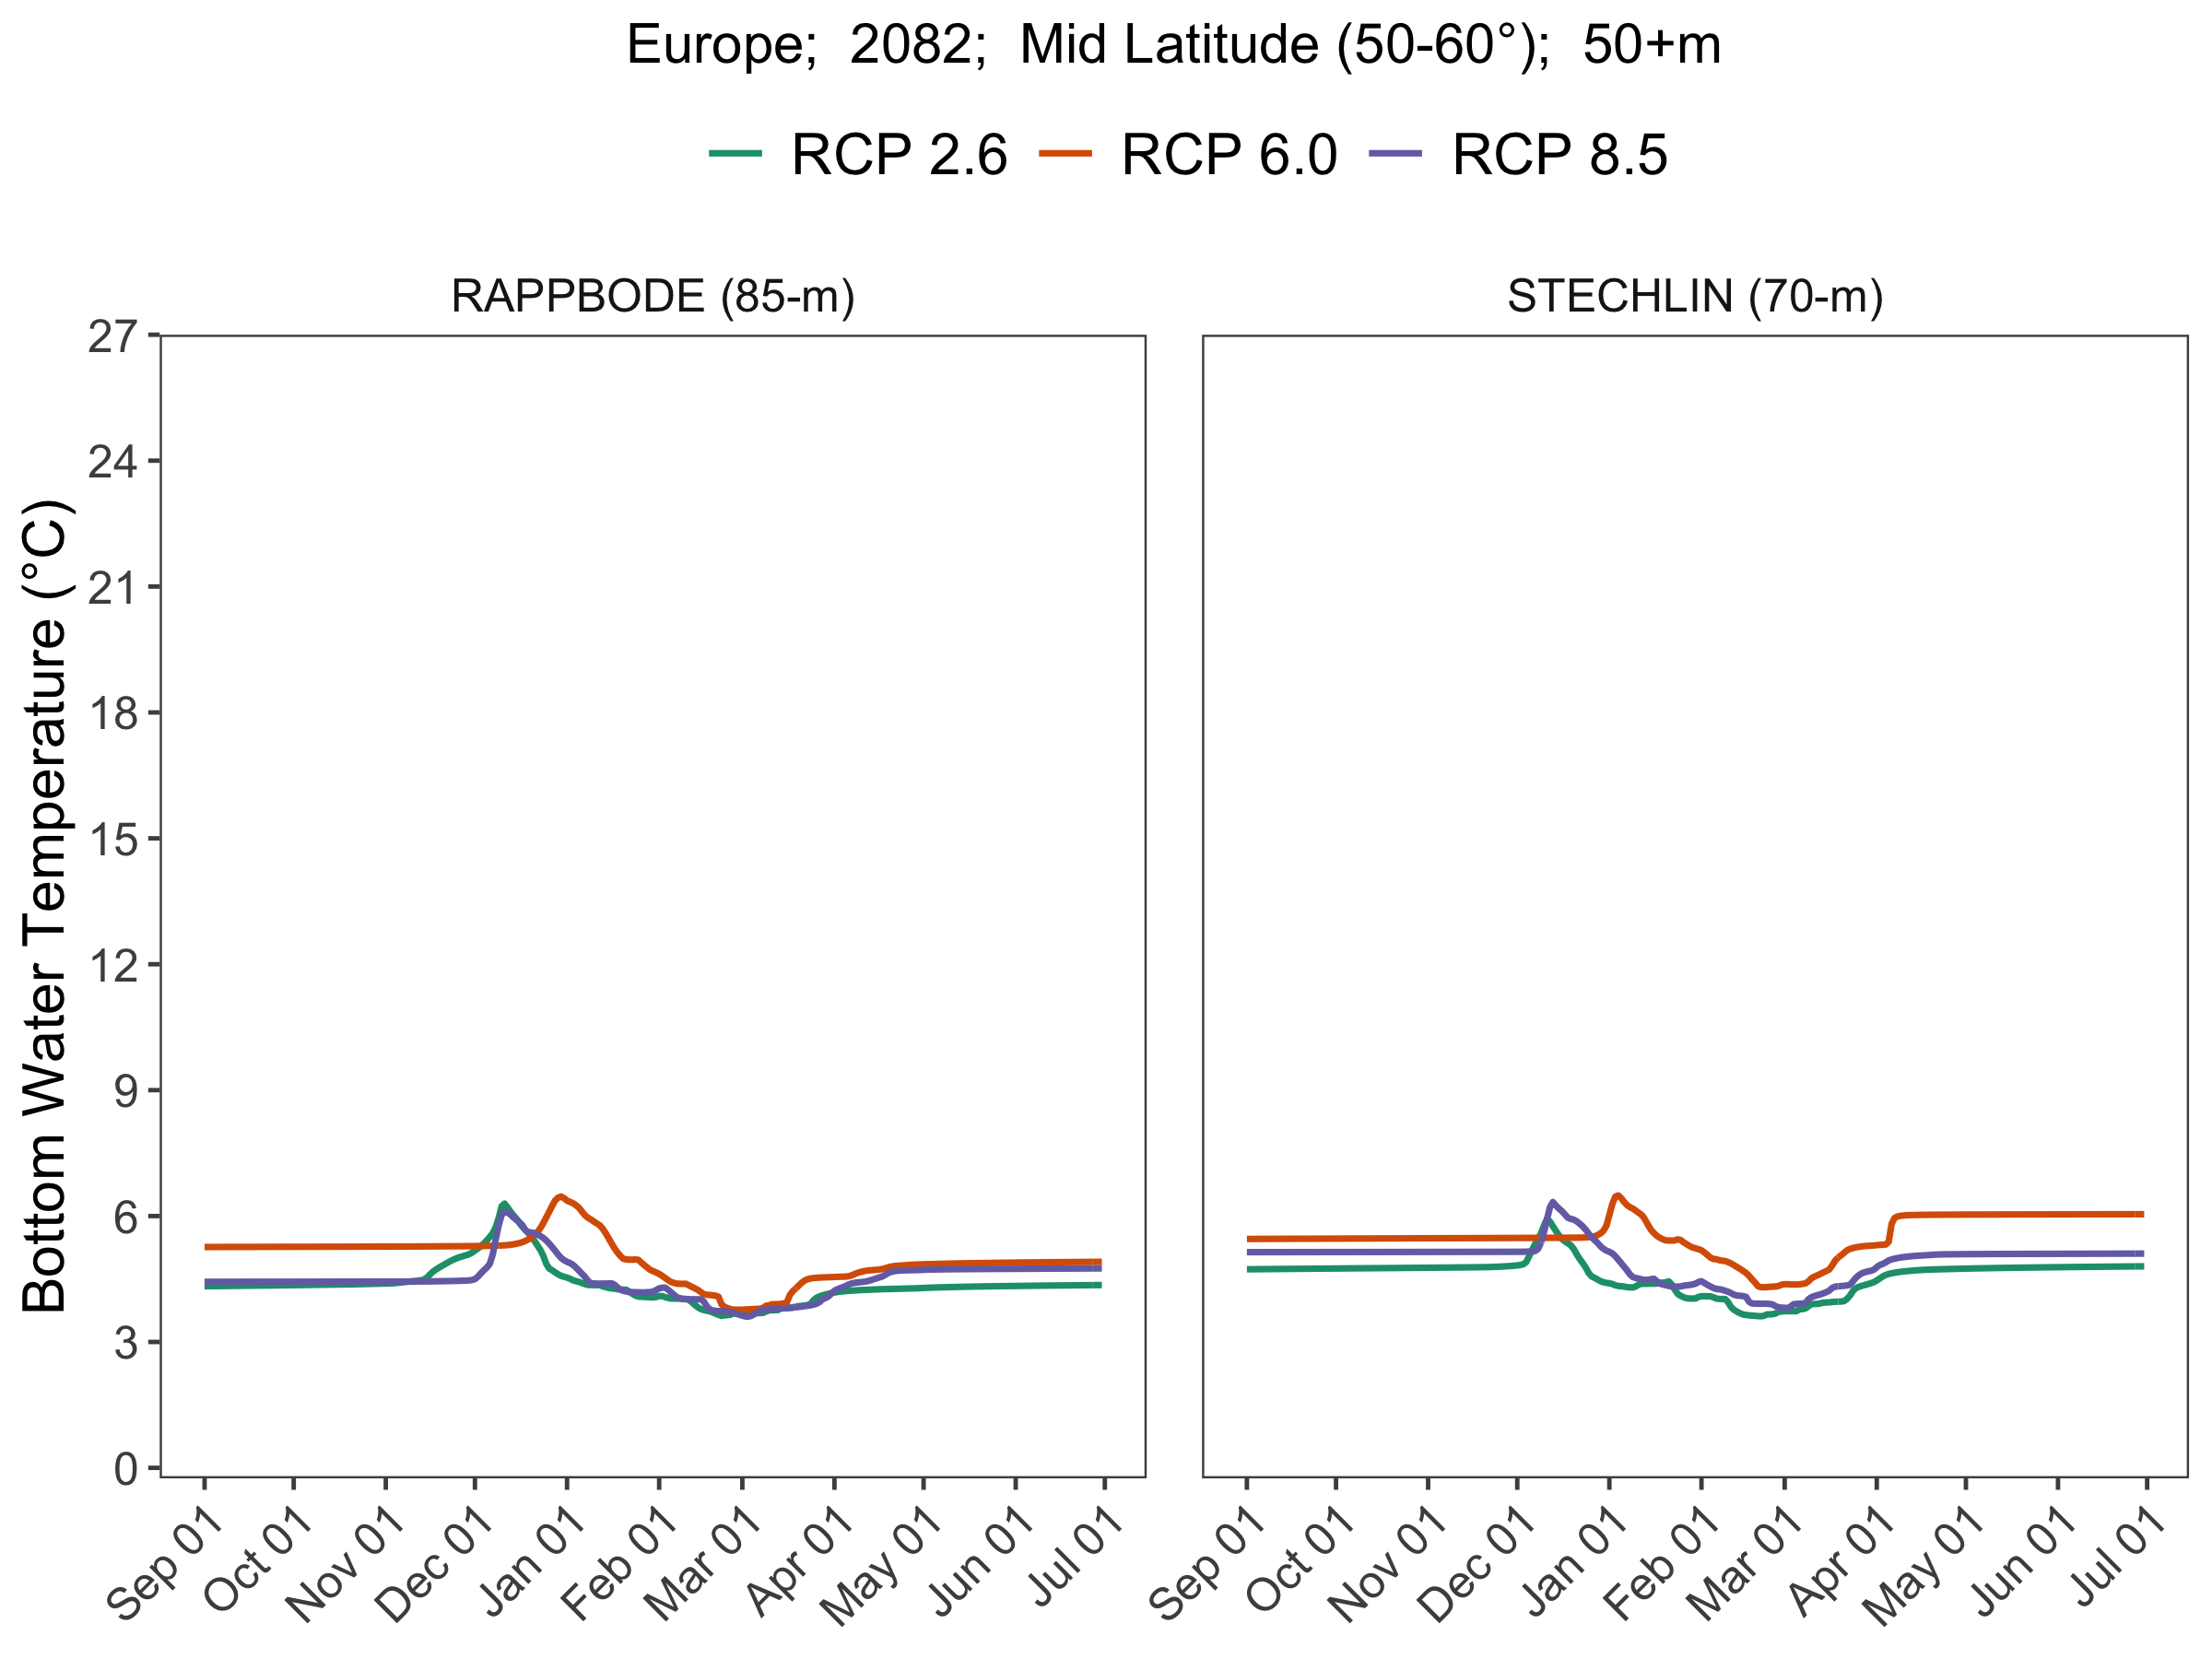 Europe; 2082; Mid Latitude (50-60°); 50+m
RCP 2.6 RCP 6.0 RCP 8.5
RAPPBODE (85-m) STECHLIN (70-m)
Bottom Water Temperature (°C)
27
24
21
18
15
12
9
6
3
0
Sep 01 Oct 01 Nov 01 Dec 01 Jan 01 Feb 01 Mar 01 Apr 01 May 01 Jun 01 Jul 01 Sep 01 Oct 01 Nov 01 Dec 01 Jan 01 Feb 01 Mar 01 Apr 01 May 01 Jun 01 Jul 01